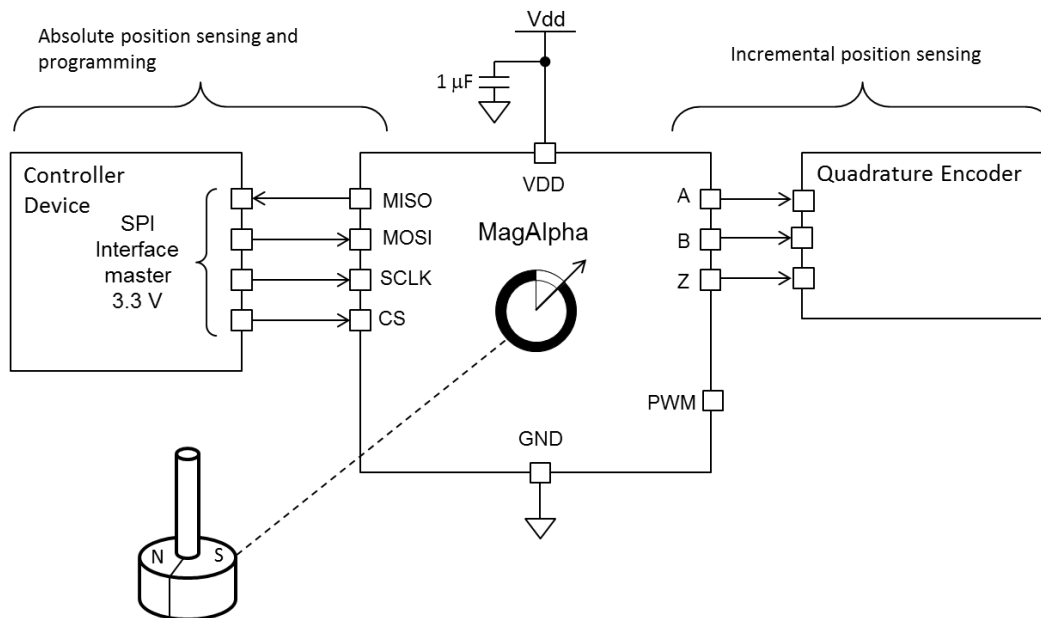 Vdd
Absolute position sensing and
programming
Incremental position sensing
1 μF
Controller
Device
SPI
Interface
master
3.3 V
MISO
MOSI
SCLK
CS
VDD
MagAlpha
A
B
Z
PWM
GND
Quadrature Encoder
N S